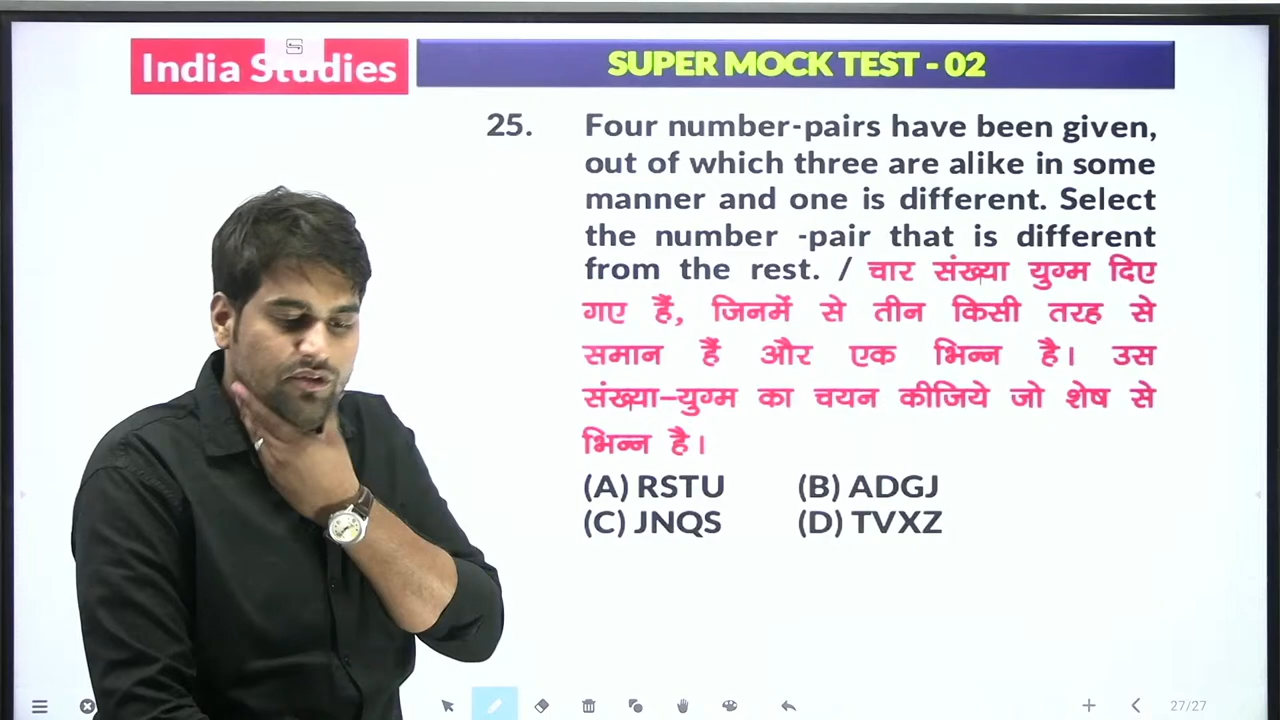 India Studies
SUPER MOCK TEST - 02
25. Four number-pairs have been given,
out of which three are alike in some
manner and one is different. Select
the number -pair that is different
from the rest. / चार संख्या युग्म दिए
गए हैं, जिनमें से तीन किसी तरह से
समान हैं और एक भिन्न है। उस
संख्या-युग्म का चयन कीजिये जो शेष से
भिन्न है।
(A) RSTU (B) ADGJ
(C) JNQS (D) TVXZ
27/27